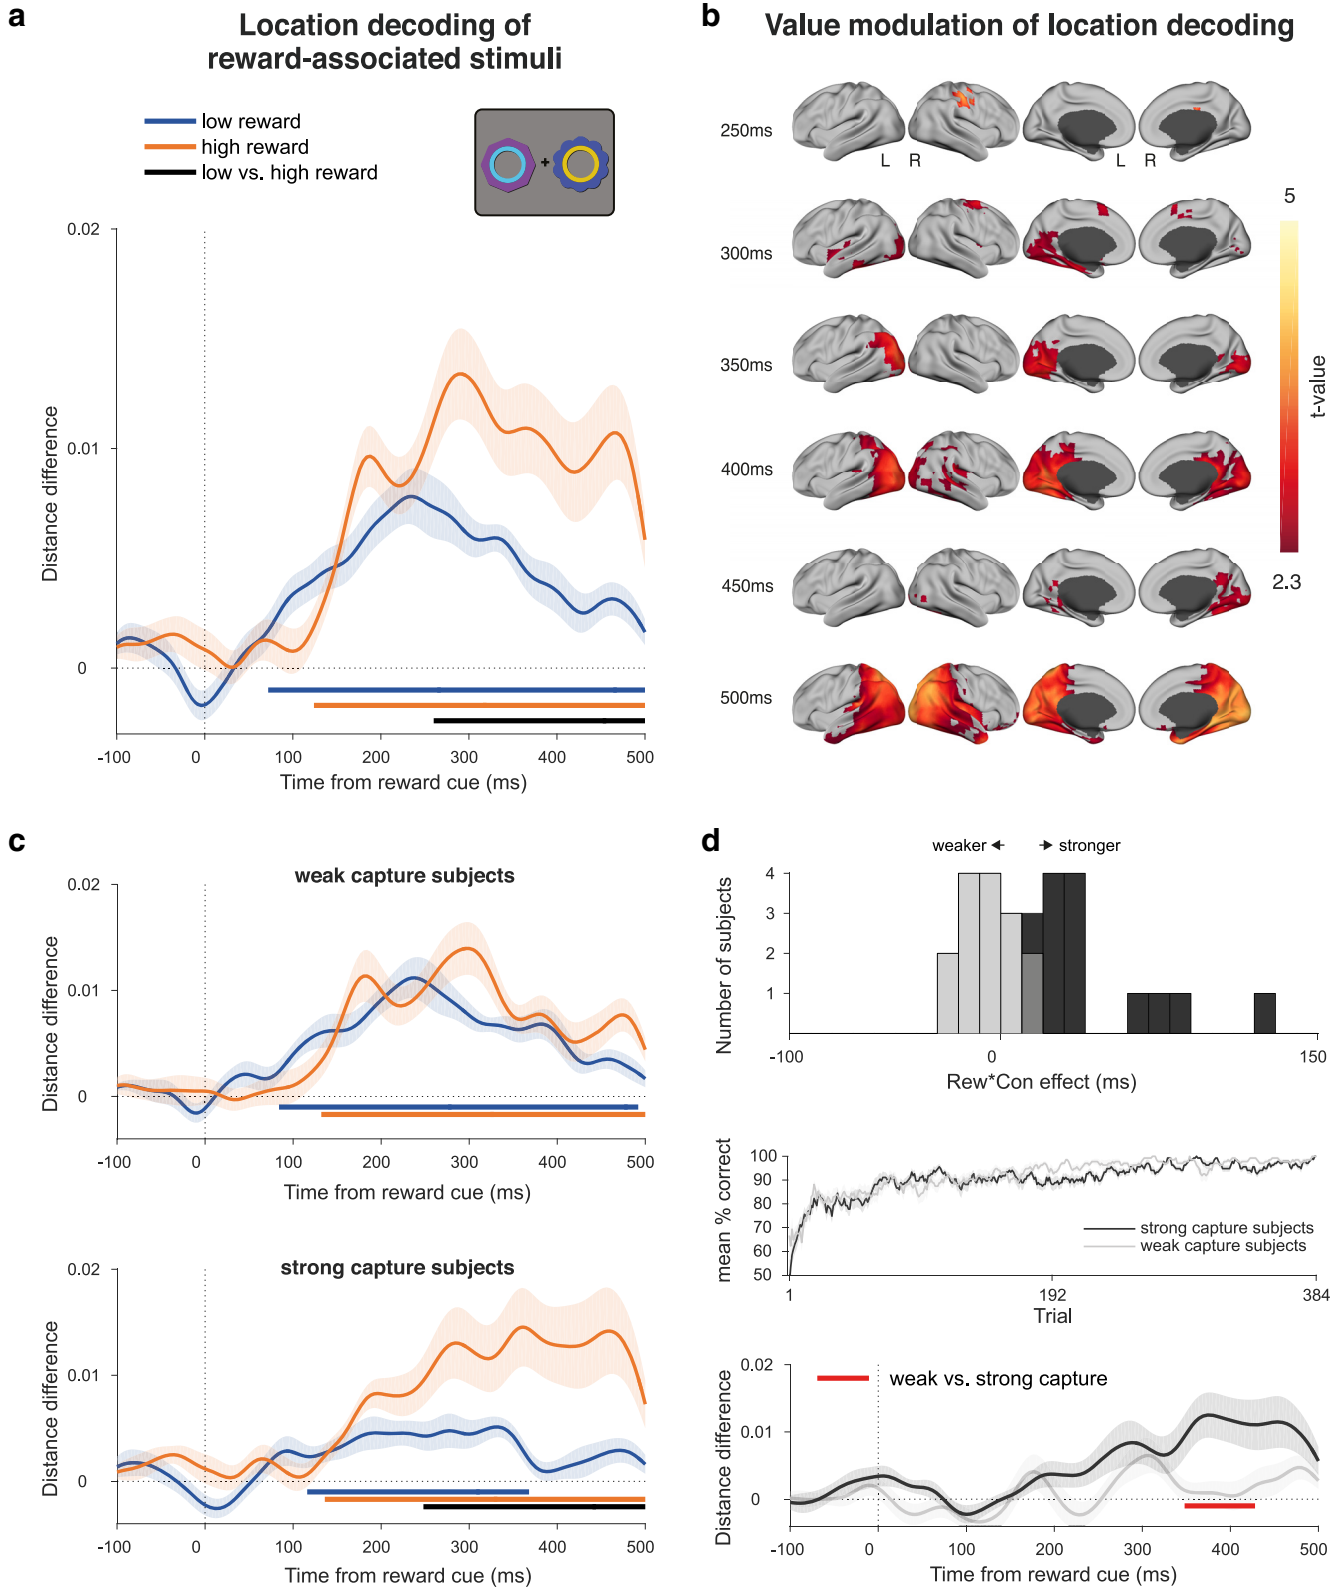 a
Location decoding of
reward-associated stimuli
low reward
high reward
low vs. high reward
+
0.02
0.01
0
Distance difference
-100 0 100 200 300 400 500
Time from reward cue (ms)
b
Value modulation of location decoding
250ms
L R L R
300ms
350ms
400ms
450ms
500ms
5
t-value
2.3
c
weak capture subjects
0.02
0.01
0
Distance difference
-100 0 100 200 300 400 500
Time from reward cue (ms)
strong capture subjects
0.02
0.01
0
Distance difference
-100 0 100 200 300 400 500
Time from reward cue (ms)
d
weaker stronger
4
3
2
1
Number of subjects
-100 0 150
Rew*Con effect (ms)
100
90
80
70
60
50
mean % correct
strong capture subjects
weak capture subjects
1 192 384
Trial
0.02
0.01
0
Distance difference
weak vs. strong capture
-100 0 100 200 300 400 500
Time from reward cue (ms)